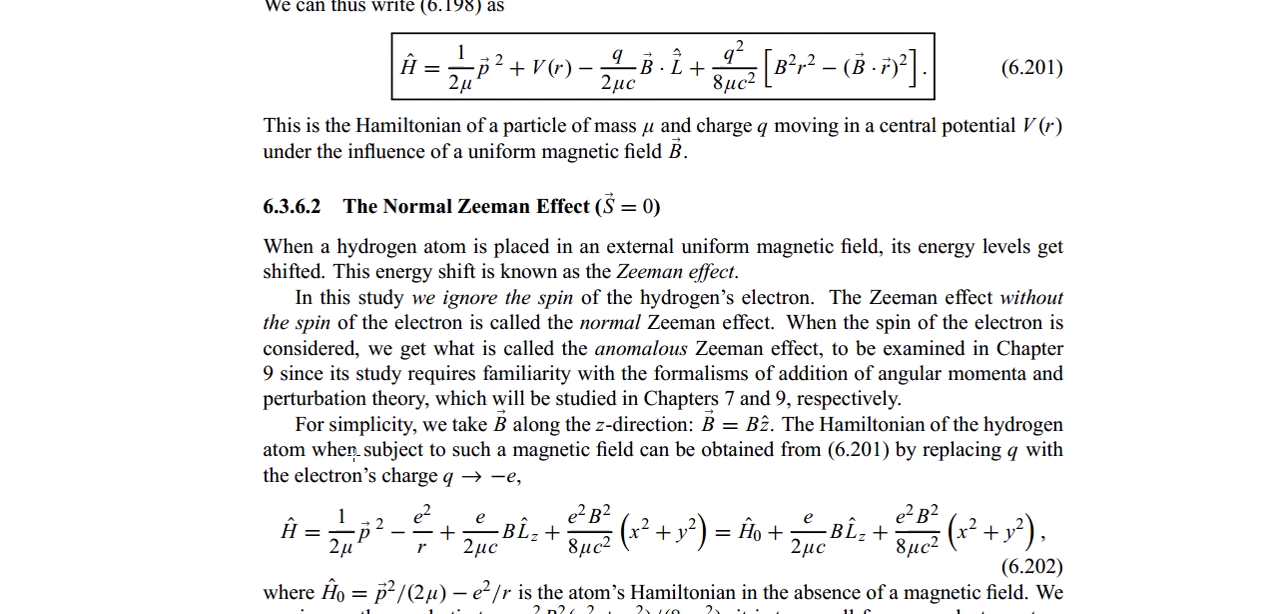 We can thus write (6.198) as
Ĥ = 1/2μ p⃗ ² + V(r) − q/2μc B⃗ · L̂⃗ + q²/8μc² [B²r² − (B⃗ · r⃗)²] . (6.201)
This is the Hamiltonian of a particle of mass μ and charge q moving in a central potential V(r)
under the influence of a uniform magnetic field B⃗.
6.3.6.2 The Normal Zeeman Effect (S⃗ = 0)
When a hydrogen atom is placed in an external uniform magnetic field, its energy levels get
shifted. This energy shift is known as the Zeeman effect.
In this study we ignore the spin of the hydrogen’s electron. The Zeeman effect without
the spin of the electron is called the normal Zeeman effect. When the spin of the electron is
considered, we get what is called the anomalous Zeeman effect, to be examined in Chapter
9 since its study requires familiarity with the formalisms of addition of angular momenta and
perturbation theory, which will be studied in Chapters 7 and 9, respectively.
For simplicity, we take B⃗ along the z-direction: B⃗ = Bẑ. The Hamiltonian of the hydrogen
atom when subject to such a magnetic field can be obtained from (6.201) by replacing q with
the electron’s charge q → −e,
Ĥ = 1/2μ p⃗ ² − e²/r + e/2μc BL̂z + e²B²/8μc² (x² + y²) = Ĥ₀ + e/2μc BL̂z + e²B²/8μc² (x² + y²) ,
(6.202)
where Ĥ₀ = p⃗²/(2μ) − e²/r is the atom’s Hamiltonian in the absence of a magnetic field. We